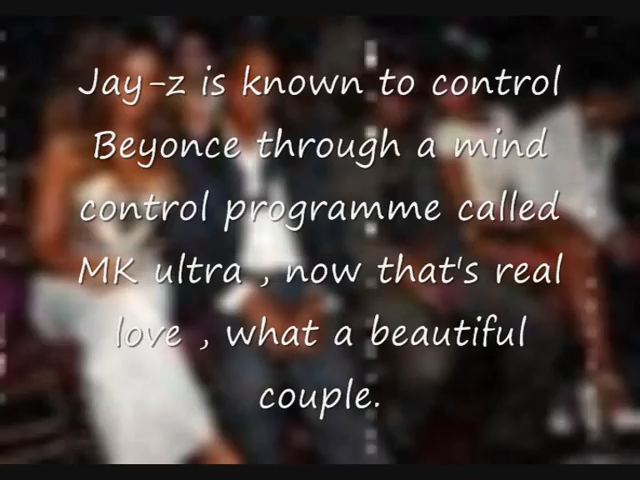 Jay-z is known to control
Beyonce through a mind
control programme called
MK ultra , now that's real
love , what a beautiful
couple.